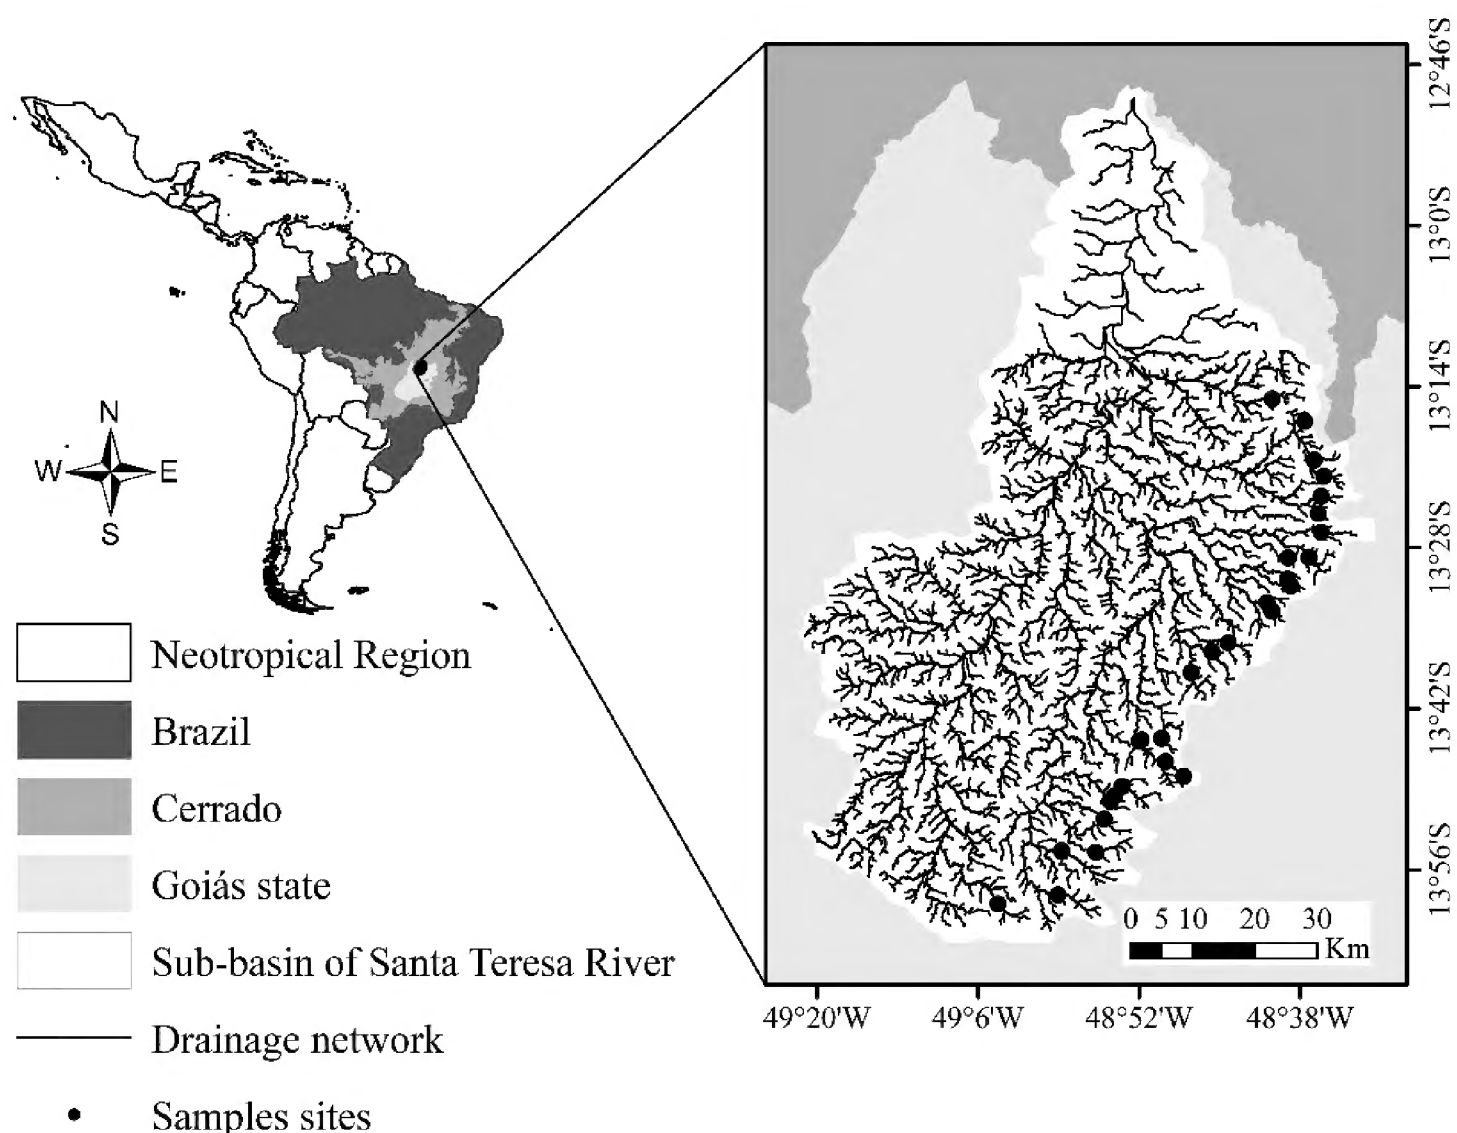 N
W E
S
Neotropical Region
Brazil
Cerrado
Goiás state
Sub-basin of Santa Teresa River
Drainage network
Samples sites
12°46'S
13°0'S
13°14'S
13°28'S
13°42'S
13°56'S
0 5 10 20 30
Km
49°20'W 49°6'W 48°52'W 48°38'W